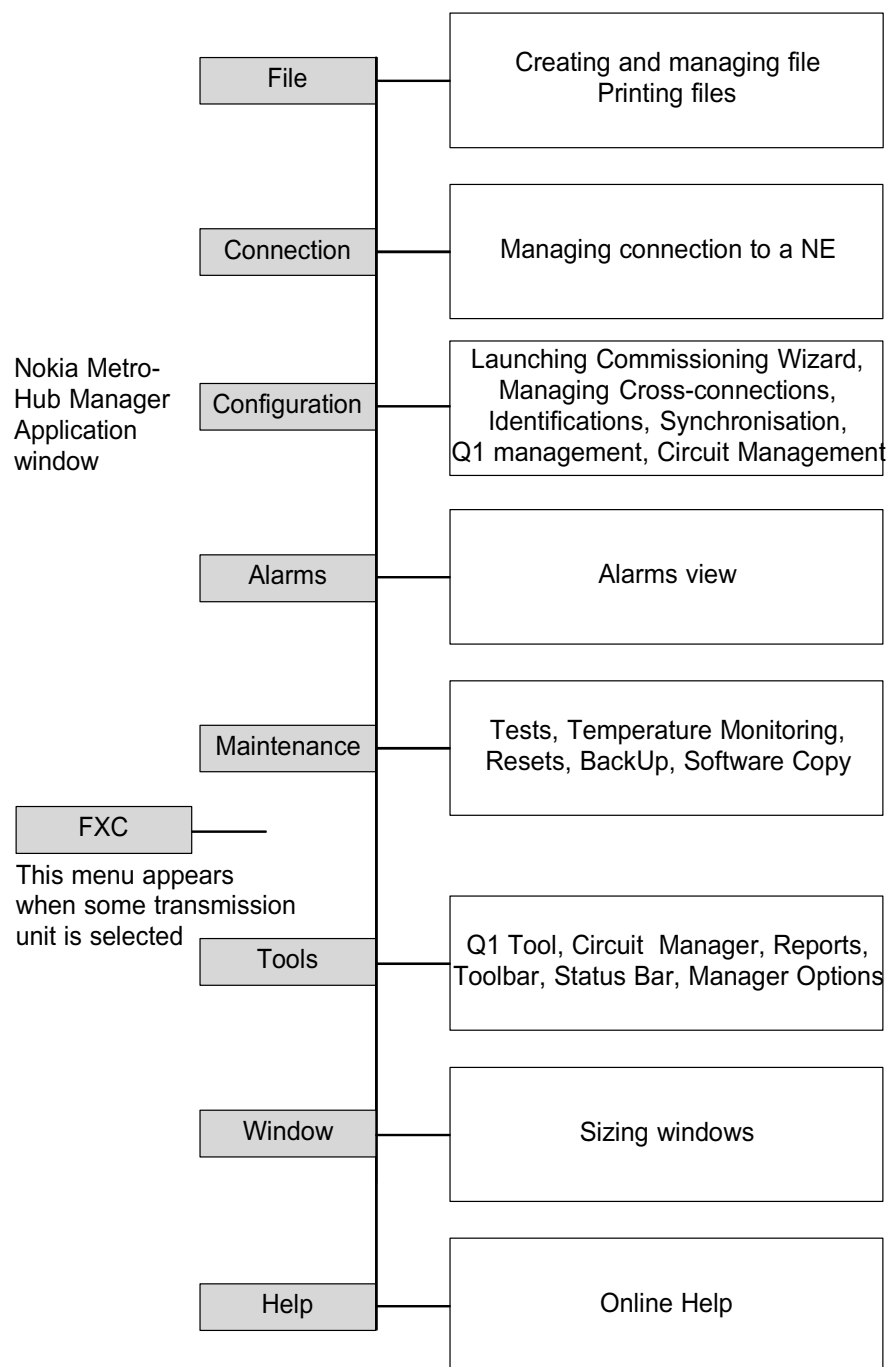 File
Creating and managing file
Printing files
Connection
Managing connection to a NE
Nokia Metro-
Hub Manager
Application
window
Configuration
Launching Commissioning Wizard,
Managing Cross-connections,
Identifications, Synchronisation,
Q1 management, Circuit Management
Alarms
Alarms view
Maintenance
Tests, Temperature Monitoring,
Resets, BackUp, Software Copy
FXC
This menu appears
when some transmission
unit is selected
Tools
Q1 Tool, Circuit Manager, Reports,
Toolbar, Status Bar, Manager Options
Window
Sizing windows
Help
Online Help